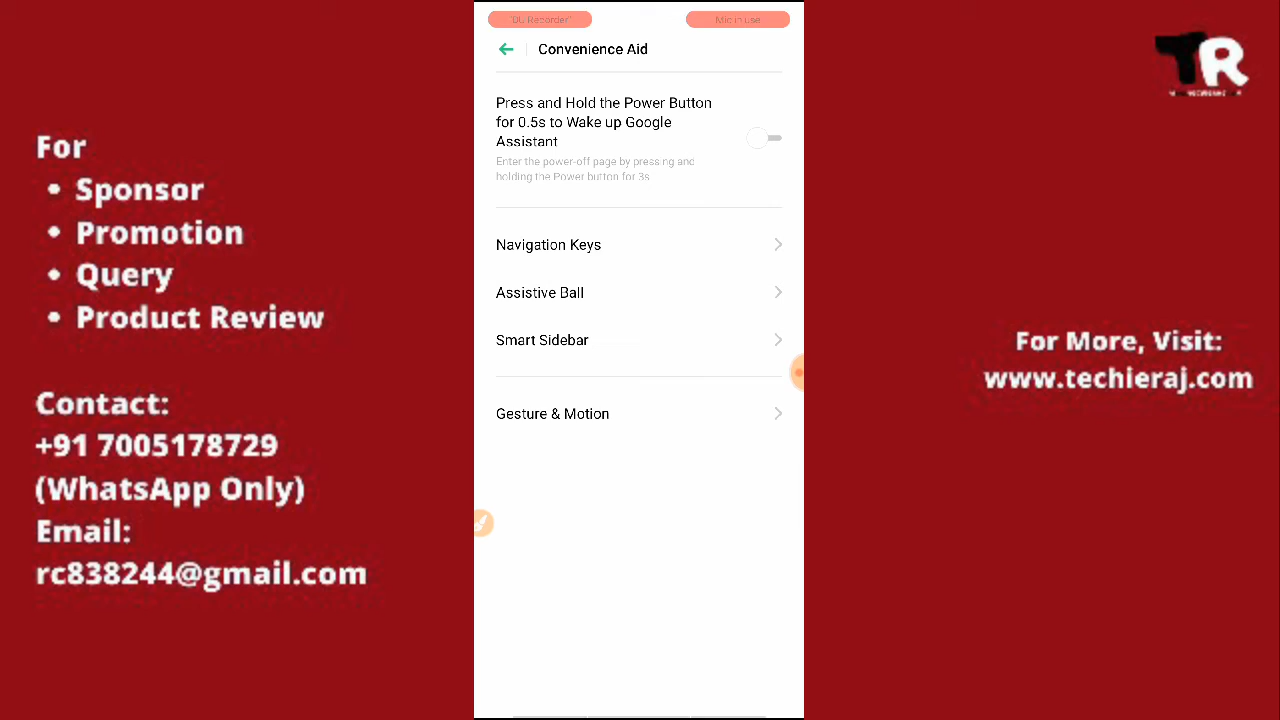 For
• Sponsor
• Promotion
• Query
• Product Review
Contact:
+91 7005178729
(WhatsApp Only)
Email:
rc838244@gmail.com
"DU Recorder"
Mic in use
Convenience Aid
Press and Hold the Power Button
for 0.5s to Wake up Google
Assistant
Enter the power-off page by pressing and
holding the Power button for 3s
Navigation Keys
Assistive Ball
Smart Sidebar
Gesture & Motion
TR
For More, Visit:
www.techieraj.com